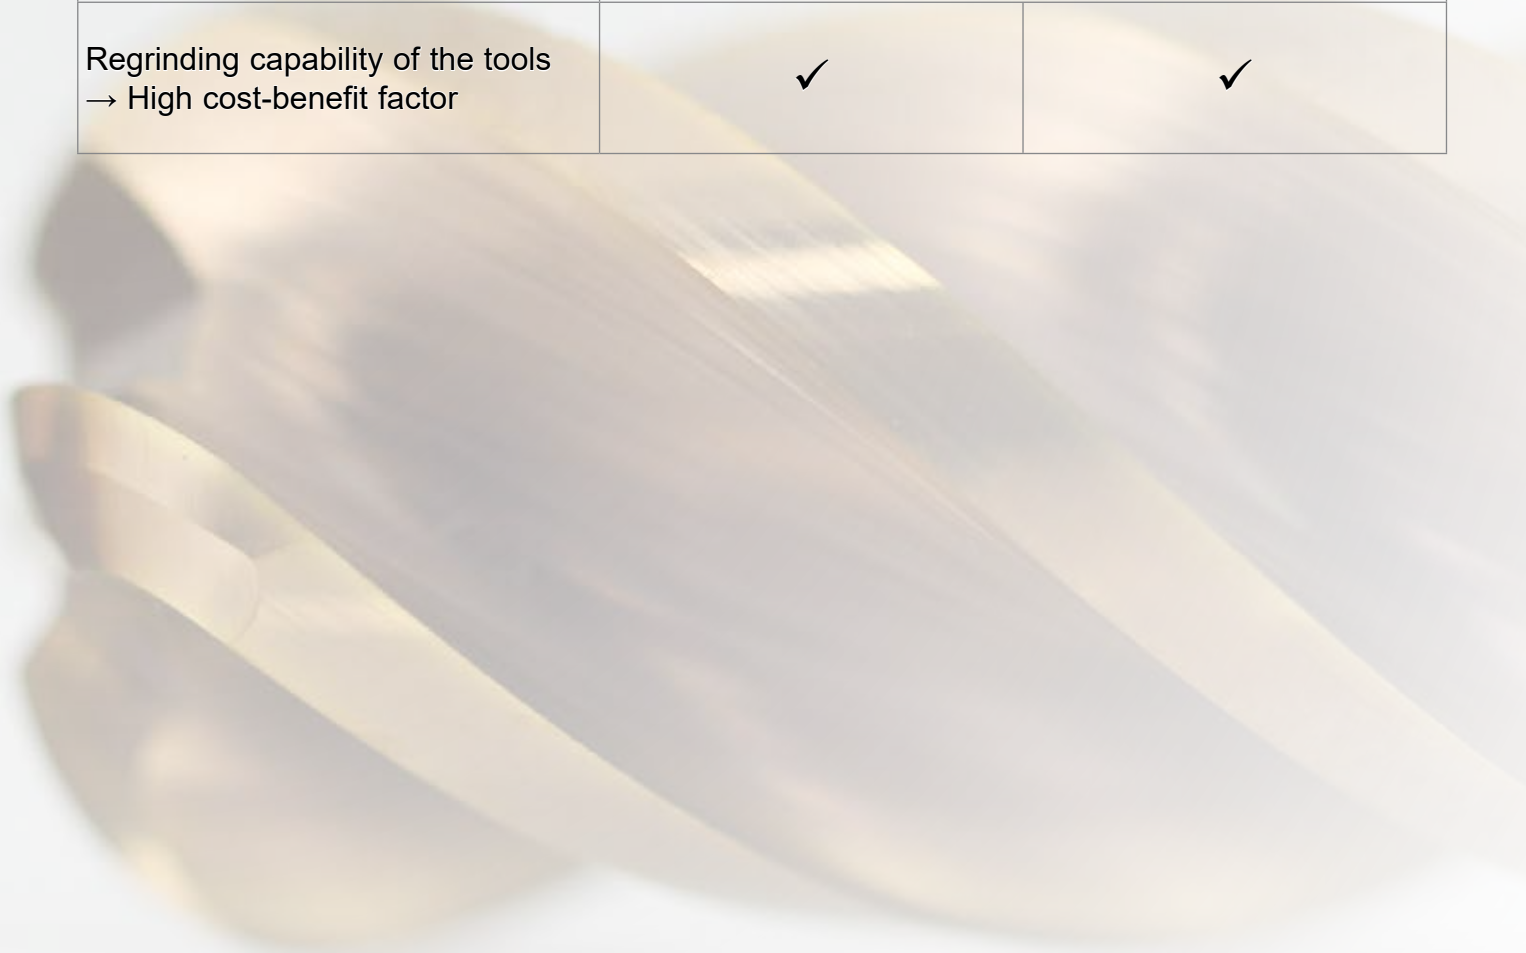 Regrinding capability of the tools
→ High cost-benefit factor
✓ ✓